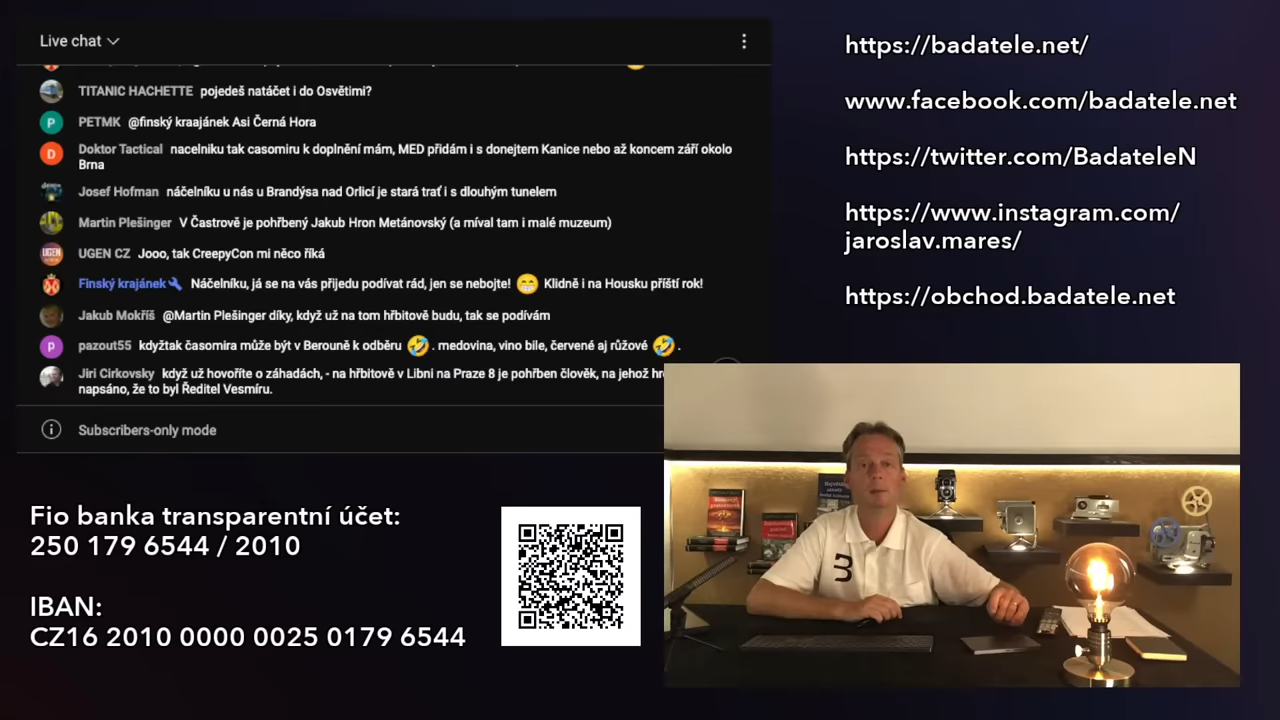 Live chat
TITANIC HACHETTE pojedeš natáčet i do Osvětimi?
P PETMK @finský kraajánek Asi Černá Hora
D Doktor Tactical nacelniku tak casomiru k doplnění mám, MED přidám i s donejtem Kanice nebo až koncem září okolo
Brna
Josef Hofman náčelníku u nás u Brandýsa nad Orlicí je stará trať i s dlouhým tunelem
Martin Plešinger V Častrově je pohřbený Jakub Hron Metánovský (a míval tam i malé muzeum)
UGEN CZ Jooo, tak CreepyCon mi něco říká
Finský krajánek Náčelníku, já se na vás přijedu podívat rád, jen se nebojte! 😁 Klidně i na Housku příští rok!
Jakub Mokříš @Martin Plešinger díky, když už na tom hřbitově budu, tak se podívám
p pazout55 kdyžtak časomira může být v Berouně k odběru 🤣. medovina, vino bile, červené aj růžové 🤣.
Jiri Cirkovsky když už hovoříte o záhadách, - na hřbitově v Libni na Praze 8 je pohřben člověk, na jehož
napsáno, že to byl Ředitel Vesmíru.
Subscribers-only mode
https://badatele.net/
www.facebook.com/badatele.net
https://twitter.com/BadateleN
https://www.instagram.com/
jaroslav.mares/
https://obchod.badatele.net
Fio banka transparentní účet:
250 179 6544 / 2010
IBAN:
CZ16 2010 0000 0025 0179 6544